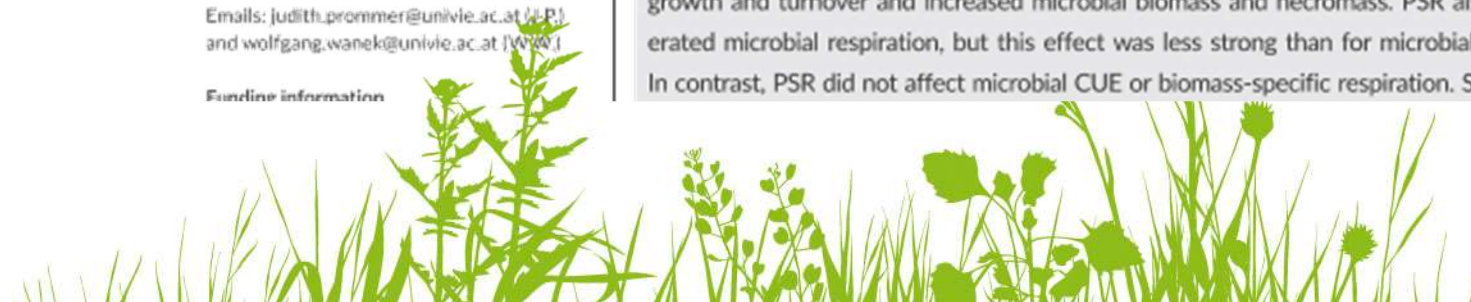 Emails: judith.prommer@univie.ac.at (J.P.)
and wolfgang.wanek@univie.ac.at (W.W.)
Funding information
growth and turnover and increased microbial biomass and necromass. PSR
erated microbial respiration, but this effect was less strong than for microbial
In contrast, PSR did not affect microbial CUE or biomass-specific respiration. S